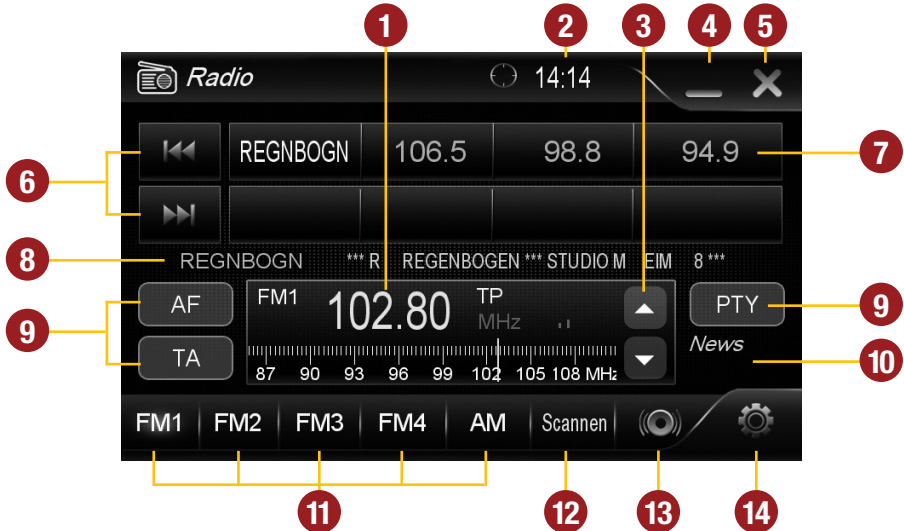 1 2 3 4 5
Radio 14:14
REGNBOGN 106.5 98.8 94.9 7
6
8 REGNBOGN *** R REGENBOGEN *** STUDIO M EIM 8 ***
AF FM1 102.80 TP MHz PTY 9
9
TA News 10
87 90 93 96 99 102 105 108 MHz
FM1 FM2 FM3 FM4 AM Scannen
11 12 13 14